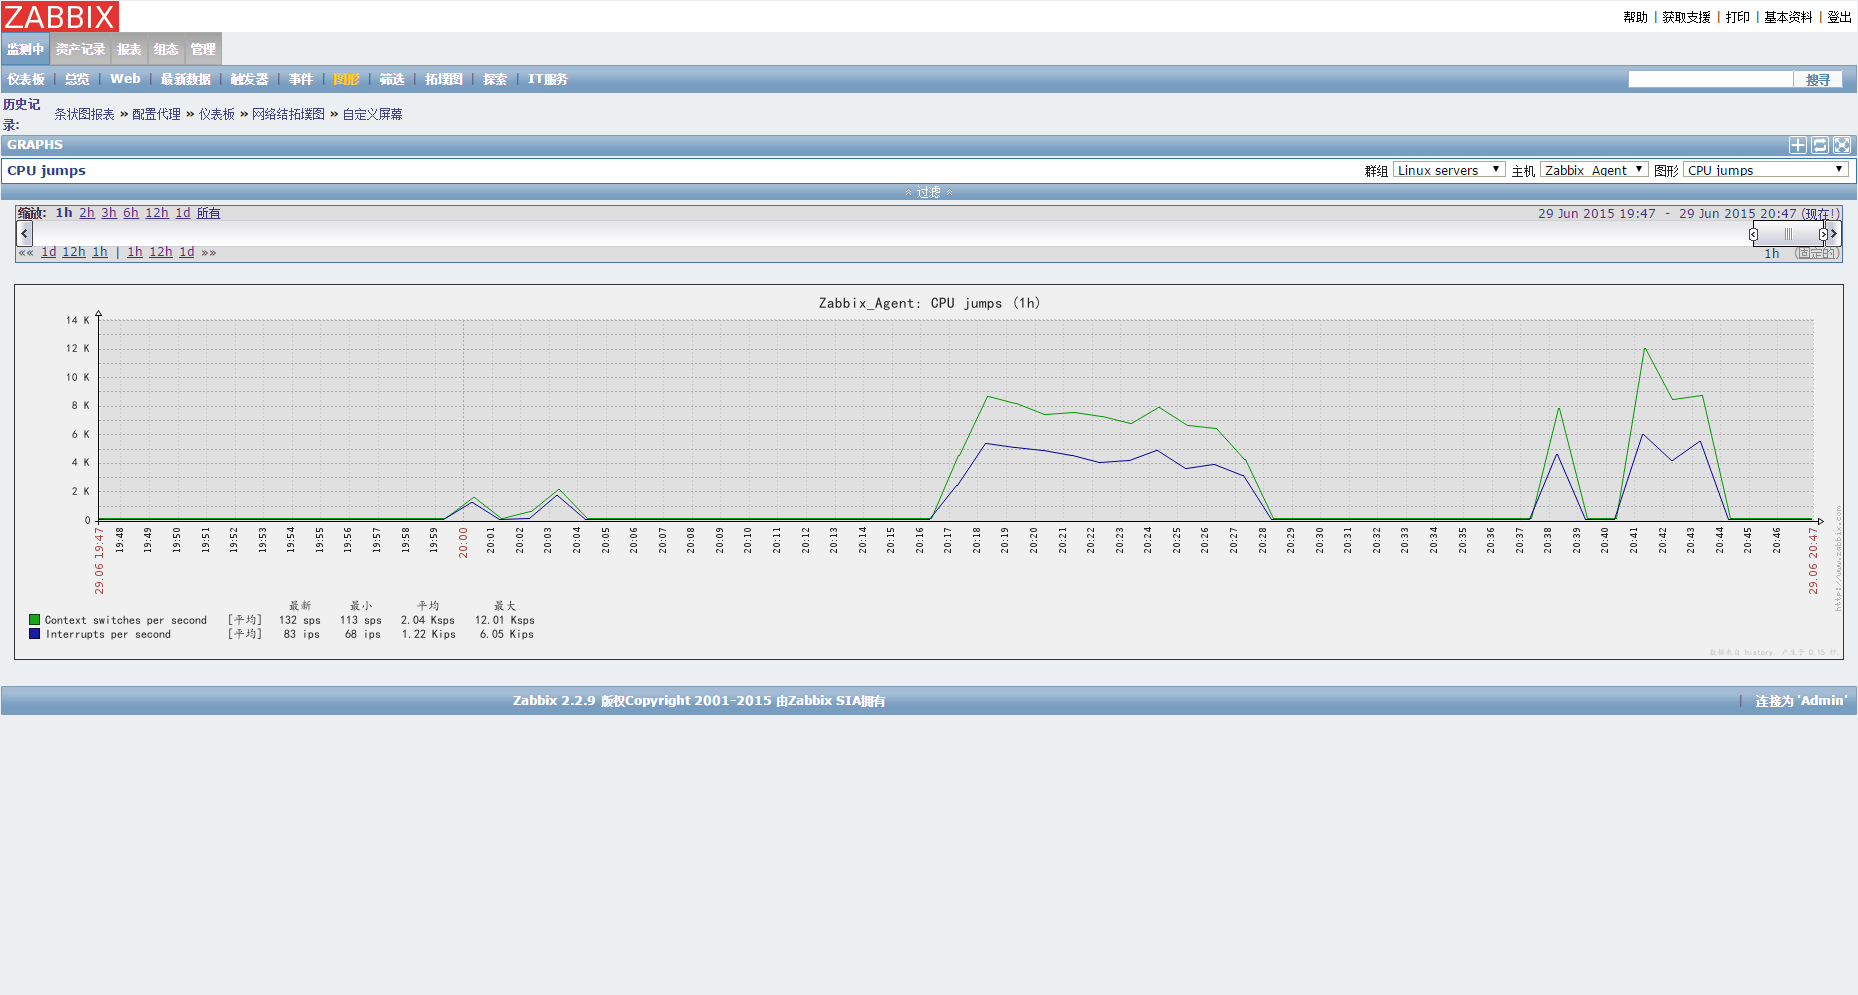 ZABBIX
帮助 | 获取支援 | 打印 | 基本资料 | 登出
监测中 资产记录 报表 组态 管理
仪表板 | 总览 | Web | 最新数据 | 触发器 | 事件 | 图形 | 筛选 | 拓墣图 | 探索 | IT服务
搜寻
历史记录: 条状图报表 » 配置代理 » 仪表板 » 网络结拓墣图 » 自定义屏幕
GRAPHS
CPU jumps
群组 Linux servers 主机 Zabbix_Agent 图形 CPU jumps
过滤
缩放: 1h 2h 3h 6h 12h 1d 所有
29 Jun 2015 19:47 - 29 Jun 2015 20:47 (现在!)
«« 1d 12h 1h | 1h 12h 1d »»
1h (固定的)
Zabbix_Agent: CPU jumps (1h)
14 K
12 K
10 K
8 K
6 K
4 K
2 K
0
29.06 19:47 19:48 19:49 19:50 19:51 19:52 19:53 19:54 19:55 19:56 19:57 19:58 19:59 20:00 20:01 20:02 20:03 20:04 20:05 20:06 20:07 20:08 20:09 20:10 20:11 20:12 20:13 20:14 20:15 20:16 20:17 20:18 20:19 20:20 20:21 20:22 20:23 20:24 20:25 20:26 20:27 20:28 20:29 20:30 20:31 20:32 20:33 20:34 20:35 20:36 20:37 20:38 20:39 20:40 20:41 20:42 20:43 20:44 20:45 20:46 29.06 20:47
http://www.zabbix.com
最新 最小 平均 最大
Context switches per second [平均] 132 sps 113 sps 2.04 Ksps 12.01 Ksps
Interrupts per second [平均] 83 ips 68 ips 1.22 Kips 6.05 Kips
数据来自 history. 产生于 0.15 秒.
Zabbix 2.2.9 版权Copyright 2001-2015 由Zabbix SIA拥有
| 连接为 'Admin'